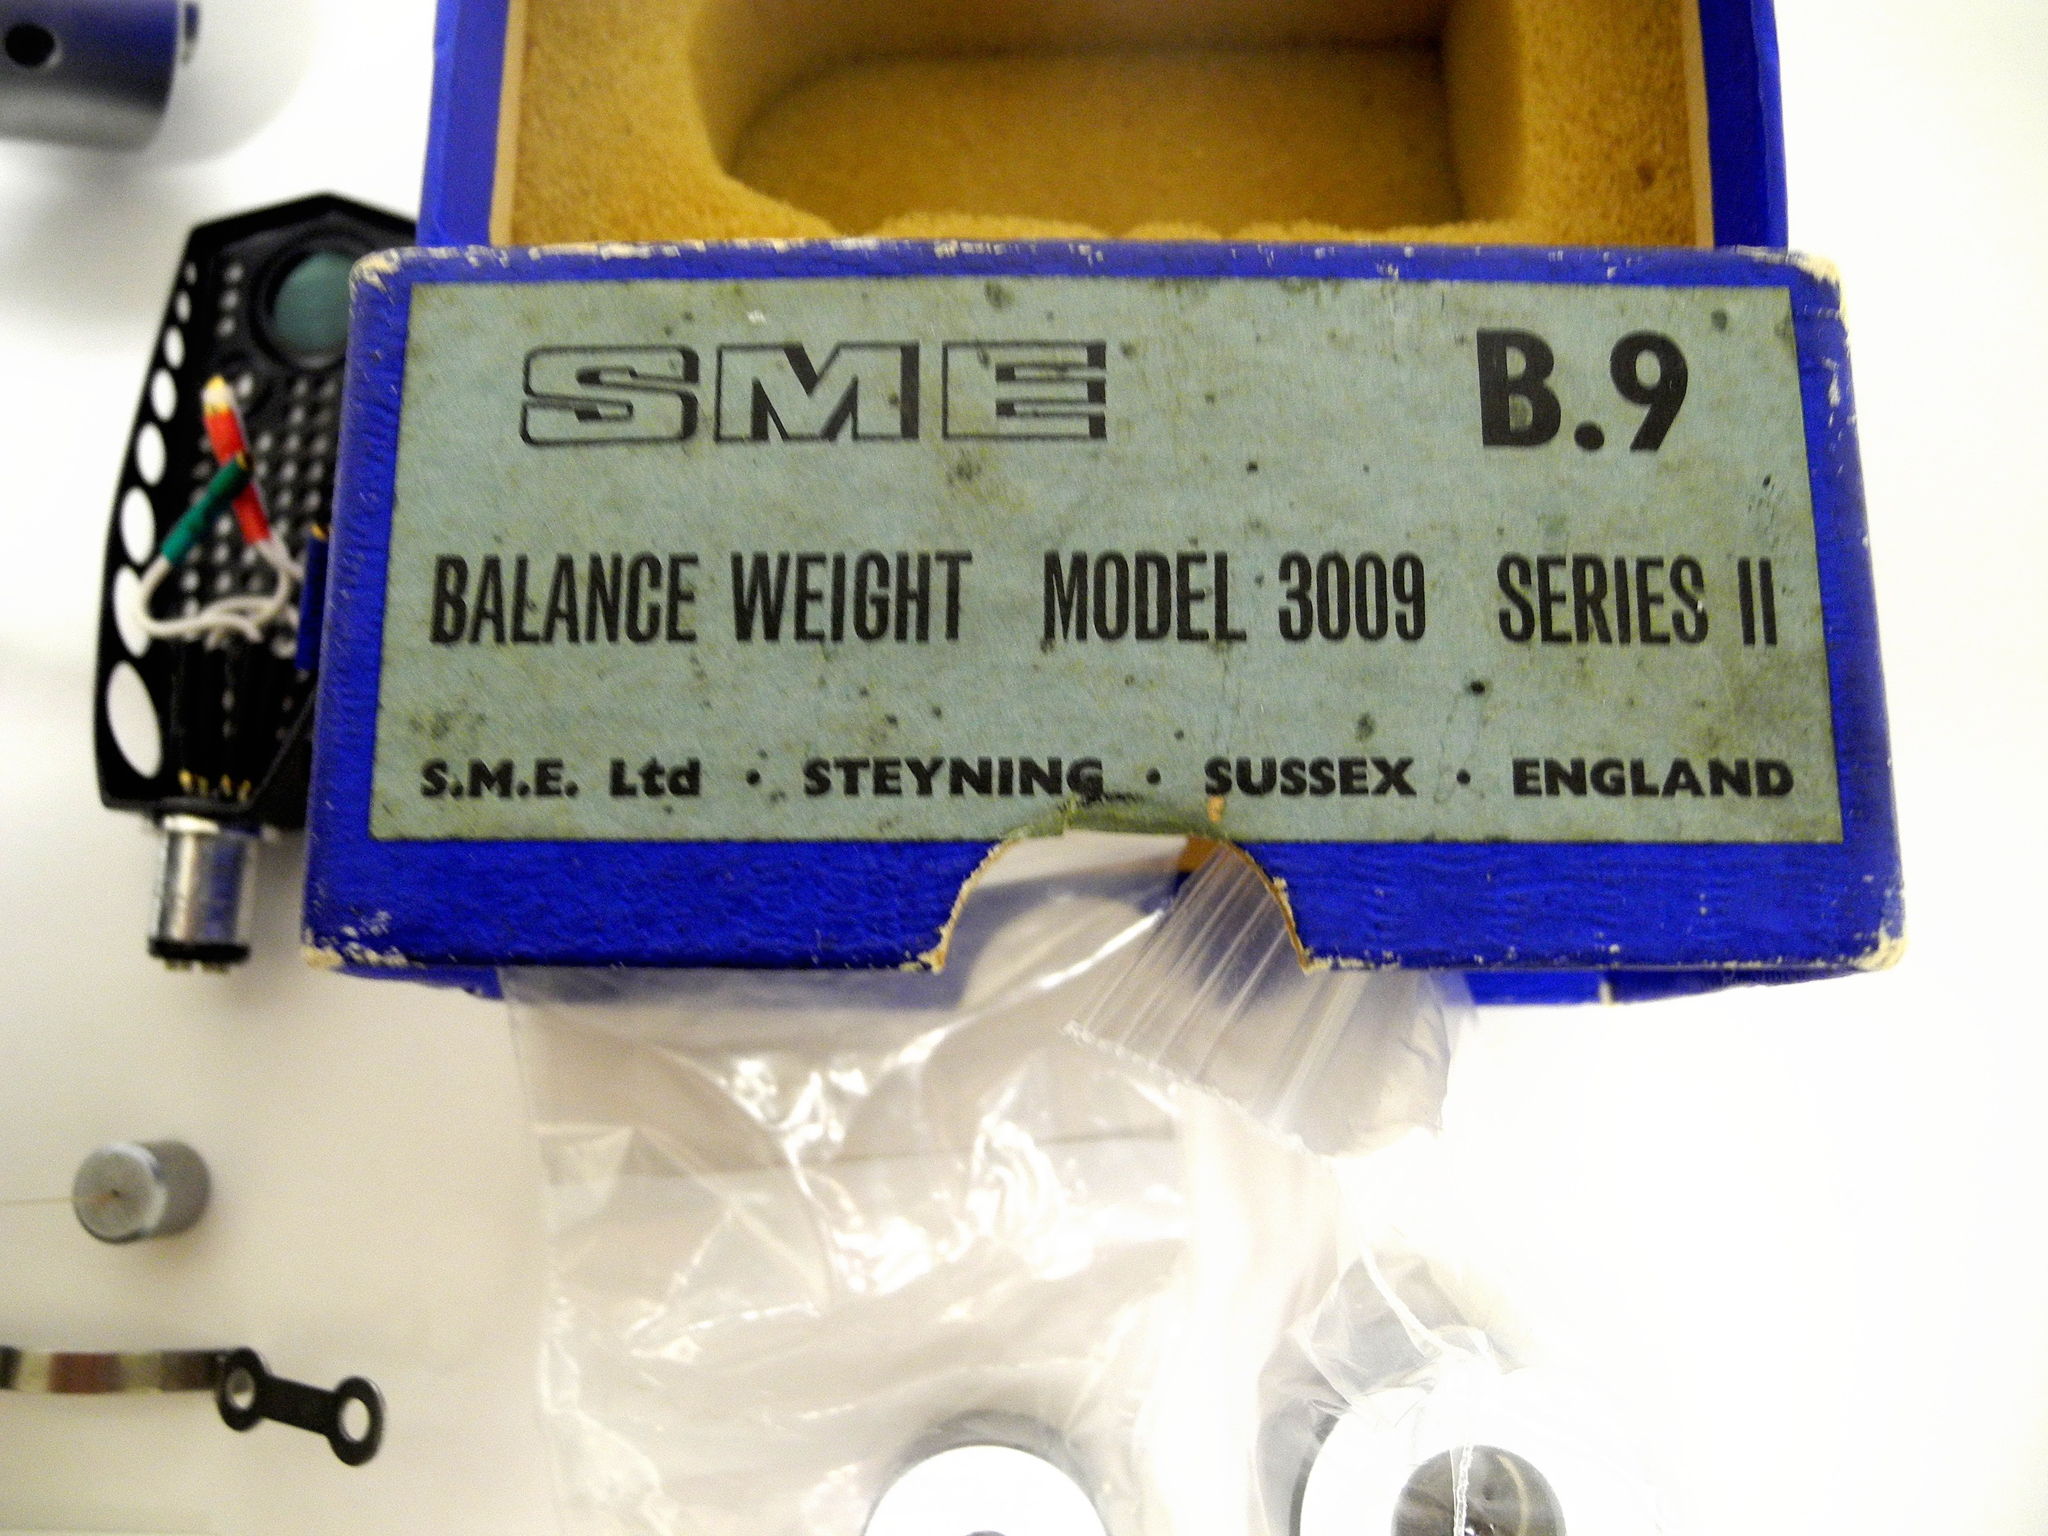 SME B.9
BALANCE WEIGHT MODEL 3009 SERIES II
S.M.E. Ltd · STEYNING · SUSSEX · ENGLAND